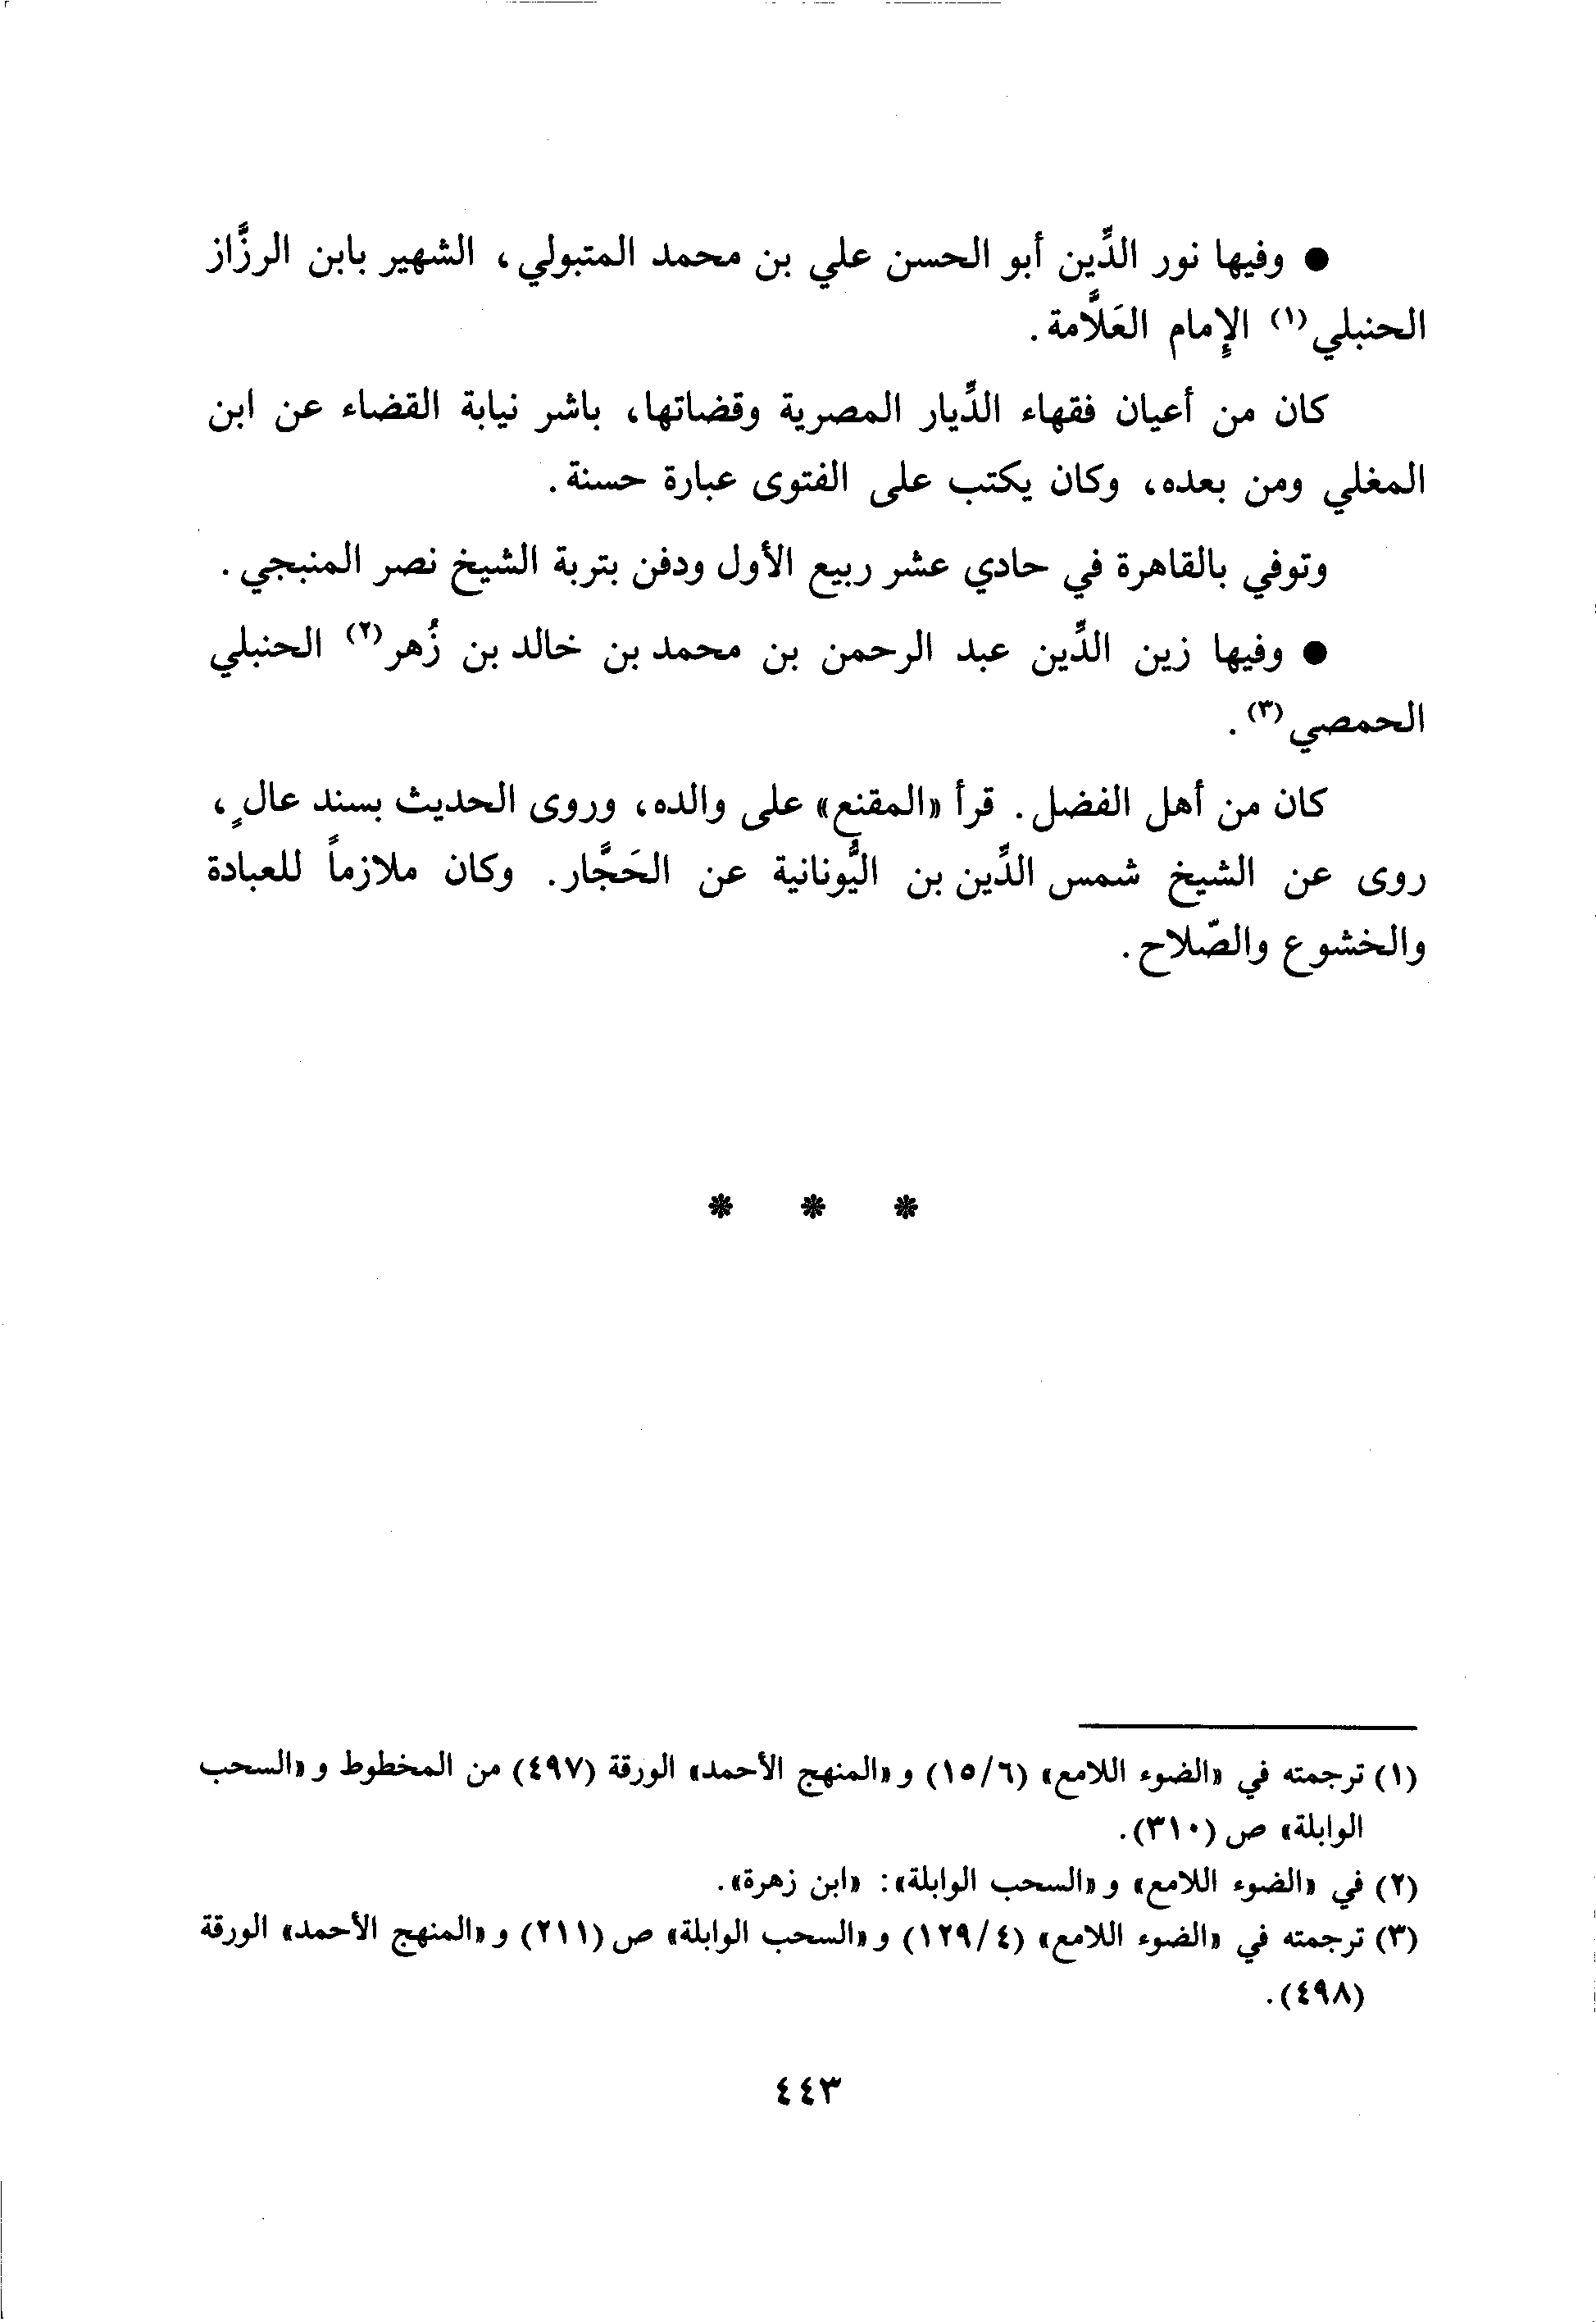 ● وفيها نور الدِّين أبو الحسن علي بن محمد المتبولي، الشهير بابن الرزَّاز
الحنبلي(١) الإِمام العَلَّامة.
كان من أعيان فقهاء الدِّيار المصرية وقضاتها، باشر نيابة القضاء عن ابن
المغلي ومن بعده، وكان يكتب على الفتوى عبارة حسنة.
وتوفي بالقاهرة في حادي عشر ربيع الأول ودفن بتربة الشيخ نصر المنبجي.
● وفيها زين الدِّين عبد الرحمن بن محمد بن خالد بن زُهر(٢) الحنبلي
الحمصي(٣).
كان من أهل الفضل. قرأ «المقنع» على والده، وروى الحديث بسند عالٍ،
روى عن الشيخ شمس الدِّين بن اليُّونانية عن الحَجَّار. وكان ملازماً للعبادة
والخشوع والصّلاح.
* * *
(١) ترجمته في «الضوء اللامع» (١٥/٦) و«المنهج الأحمد» الورقة (٤٩٧) من المخطوط و«السحب
الوابلة» ص (٣١٠).
(٢) في «الضوء اللامع» و«السحب الوابلة»: «ابن زهرة».
(٣) ترجمته في «الضوء اللامع» (١٢٩/٤) و«السحب الوابلة» ص (٢١١) و«المنهج الأحمد» الورقة
(٤٩٨).
٤٤٣